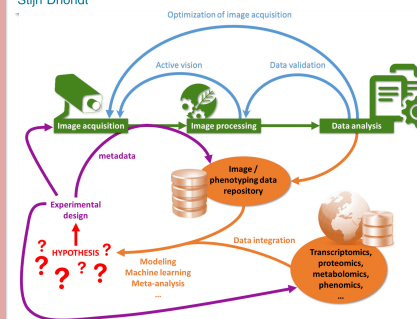 Stijn Dhondt
Optimization of image acquisition
Active vision
Data validation
Image acquisition
Image processing
Data analysis
metadata
Image /
phenotyping data
repository
Experimental
design
? HYPOTHESIS ?
? ? ? ?
Data integration
Modeling
Machine learning
Meta-analysis
...
Transcriptomics,
proteomics,
metabolomics,
phenomics,
...